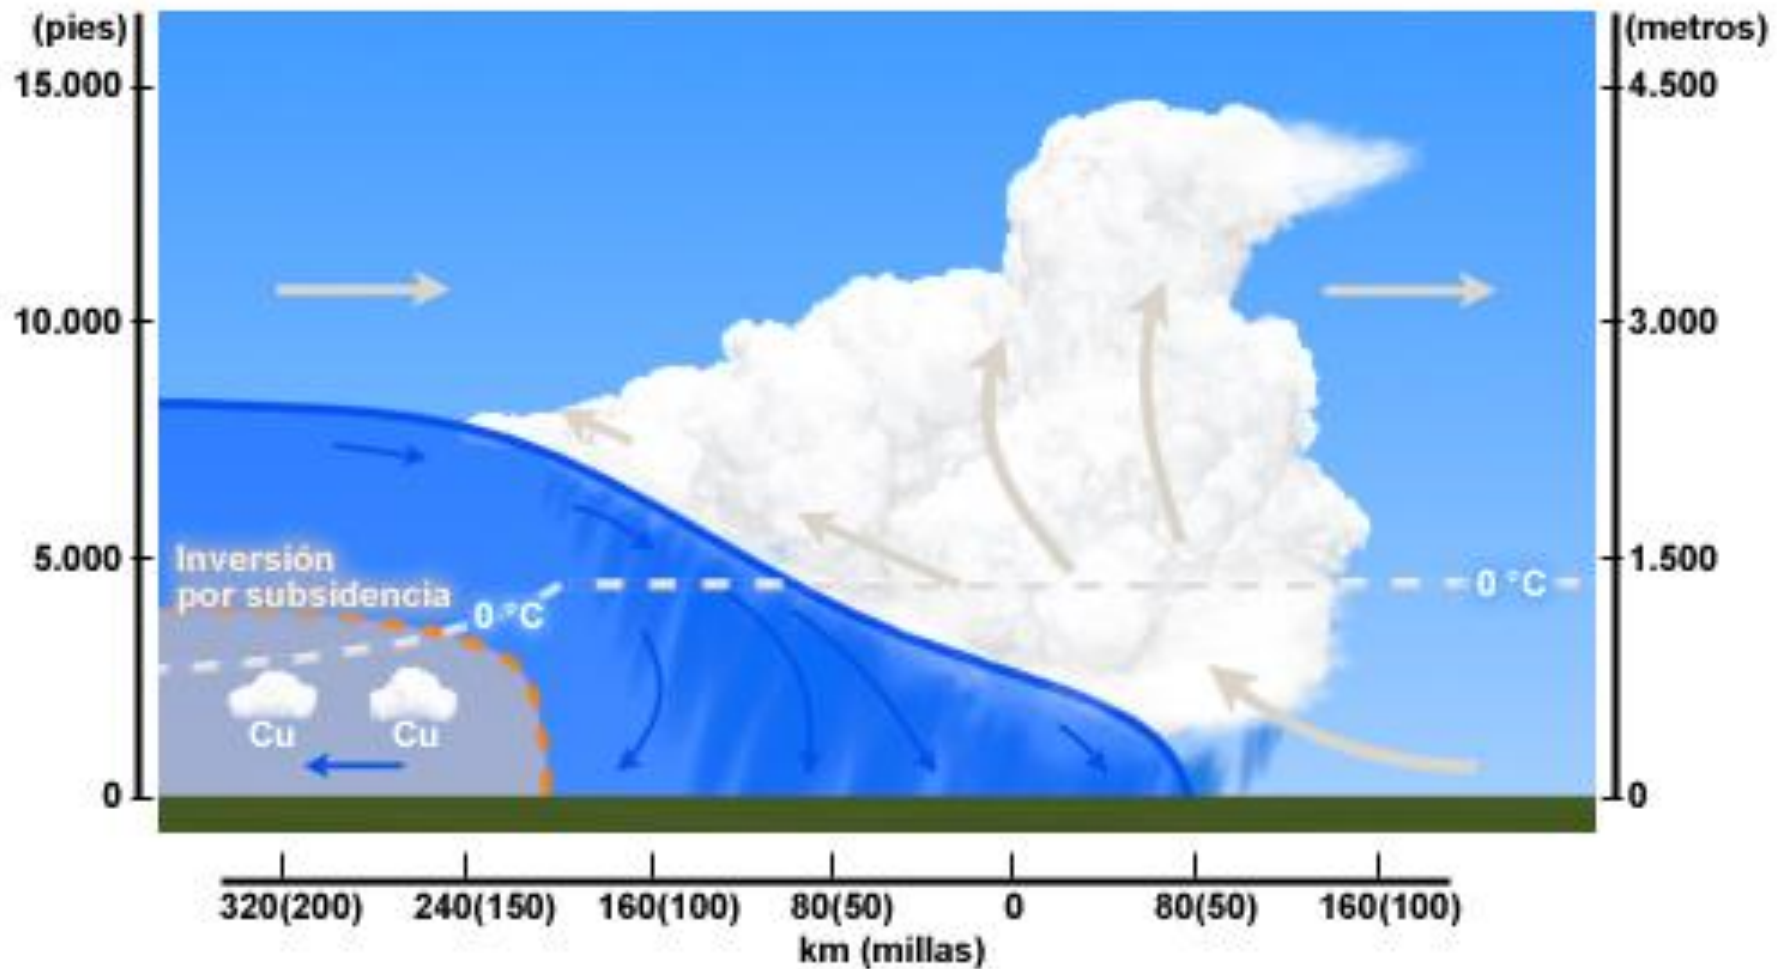 (pies)
(metros)
15.000
4.500
10.000
3.000
5.000
1.500
Inversión
por subsidencia
0 °C
0 °C
Cu
Cu
0
0
320(200)
240(150)
160(100)
80(50)
0
80(50)
160(100)
km (millas)